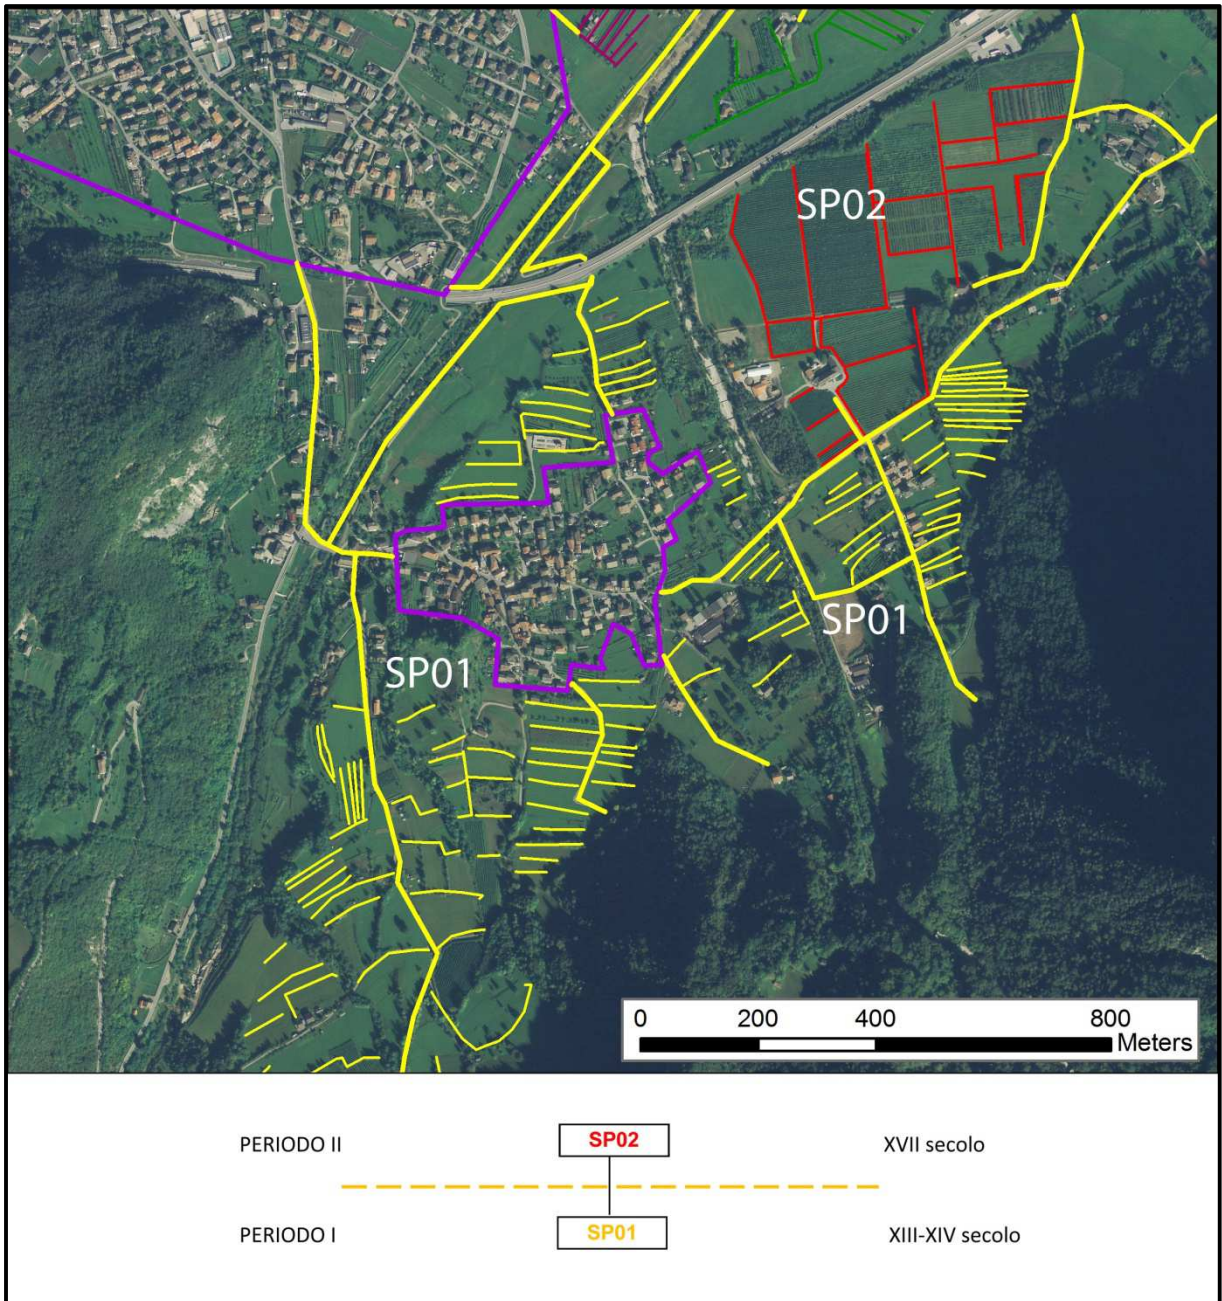 SP02
SP01
SP01
0 200 400 800
Meters
PERIODO II SP02 XVII secolo
PERIODO I SP01 XIII-XIV secolo